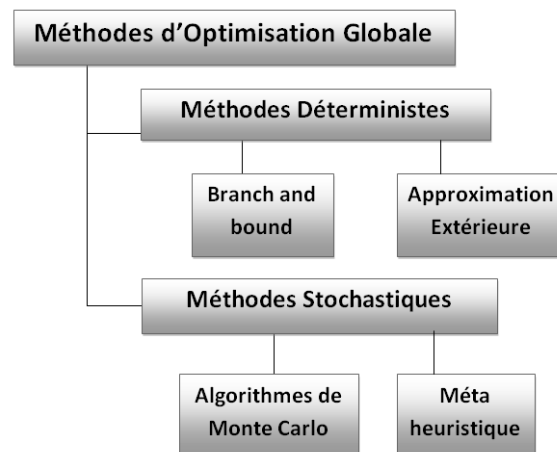 Méthodes d'Optimisation Globale
Méthodes Déterministes
Branch and
bound
Approximation
Extérieure
Méthodes Stochastiques
Algorithmes de
Monte Carlo
Méta
heuristique